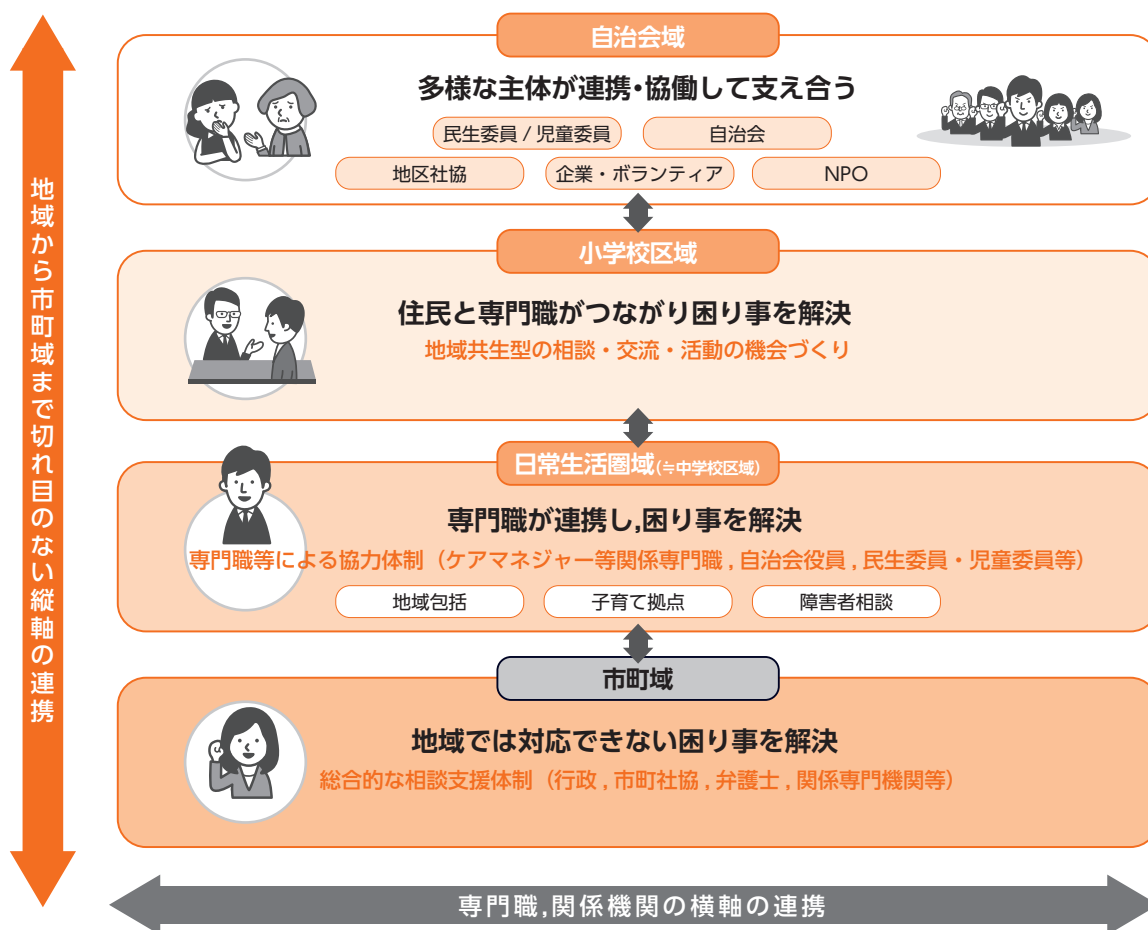 自治会域
多様な主体が連携・協働して支え合う
民生委員 / 児童委員
自治会
地区社協
企業・ボランティア
NPO
小学校区域
住民と専門職がつながり困り事を解決
地域共生型の相談・交流・活動の機会づくり
日常生活圏域(≒中学校区域)
専門職が連携し,困り事を解決
専門職等による協力体制（ケアマネジャー等関係専門職 , 自治会役員 , 民生委員・児童委員等）
地域包括
子育て拠点
障害者相談
市町域
地域では対応できない困り事を解決
総合的な相談支援体制（行政 , 市町社協 , 弁護士 , 関係専門機関等）
地域から市町域まで切れ目のない縦軸の連携
専門職,関係機関の横軸の連携